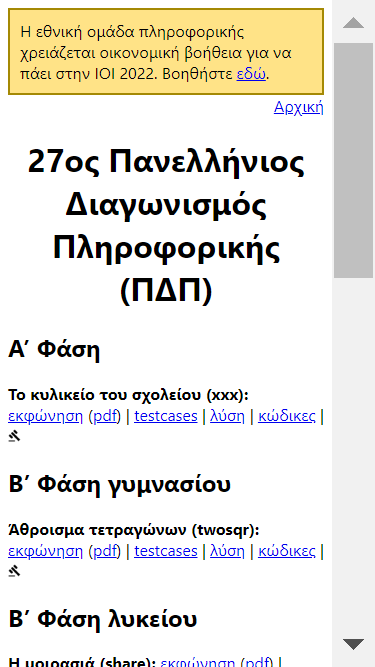 Η εθνική ομάδα πληροφορικής
χρειάζεται οικονομική βοήθεια για να
πάει στην IOI 2022. Βοηθήστε εδώ.
Αρχική
27ος Πανελλήνιος
Διαγωνισμός
Πληροφορικής
(ΠΔΠ)
Α’ Φάση
Το κυλικείο του σχολείου (xxx):
εκφώνηση (pdf) | testcases | λύση | κώδικες |
Β’ Φάση γυμνασίου
Άθροισμα τετραγώνων (twosqr):
εκφώνηση (pdf) | testcases | λύση | κώδικες |
Β’ Φάση λυκείου
Η μοιρασιά (share): εκφώνηση (pdf) |